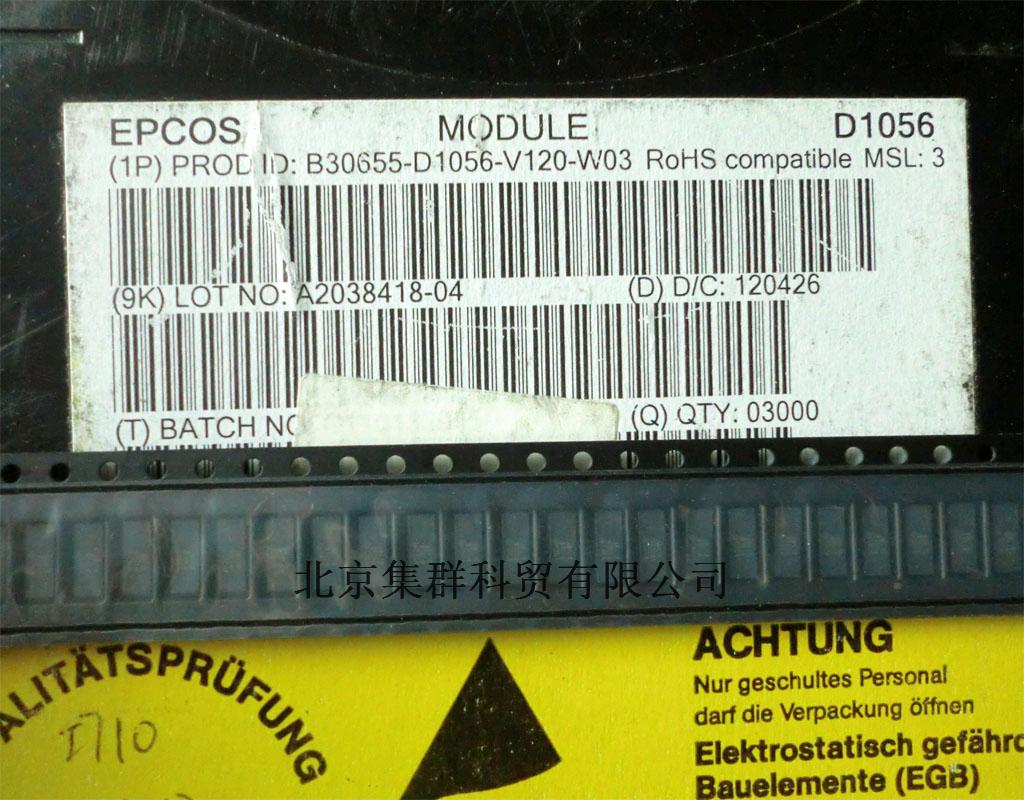 EPCOS MODULE D1056
(1P) PROD ID: B30655-D1056-V120-W03 RoHS compatible MSL: 3
(9K) LOT NO: A2038418-04 (D) D/C: 120426
(T) BATCH NO (Q) QTY: 03000
北京集群科贸有限公司
ALITÄTSPRÜFUNG
I710
ACHTUNG
Nur geschultes Personal
darf die Verpackung öffnen
Elektrostatisch gefährd
Bauelemente (EGB)